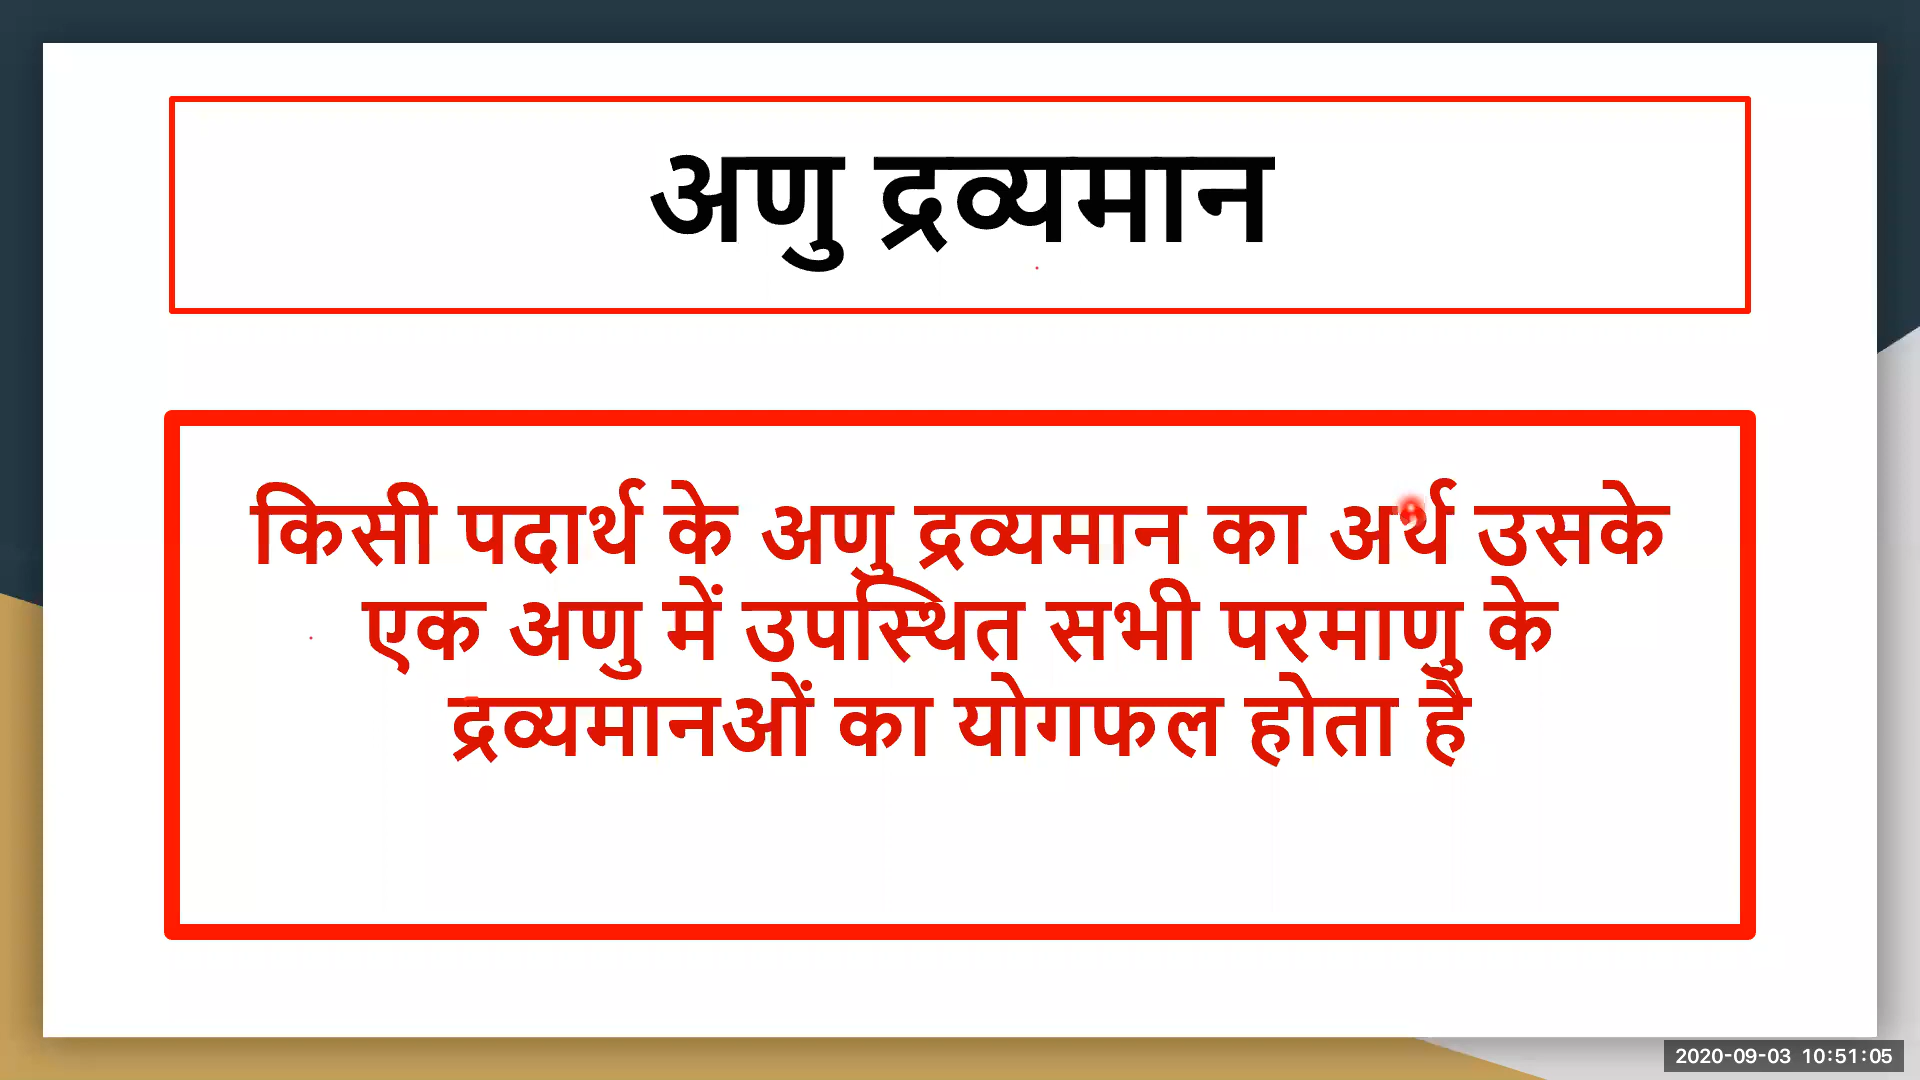 अणु द्रव्यमान
किसी पदार्थ के अणु द्रव्यमान का अर्थ उसके
एक अणु में उपस्थित सभी परमाणु के
द्रव्यमानओं का योगफल होता है
2020-09-03 10:51:05